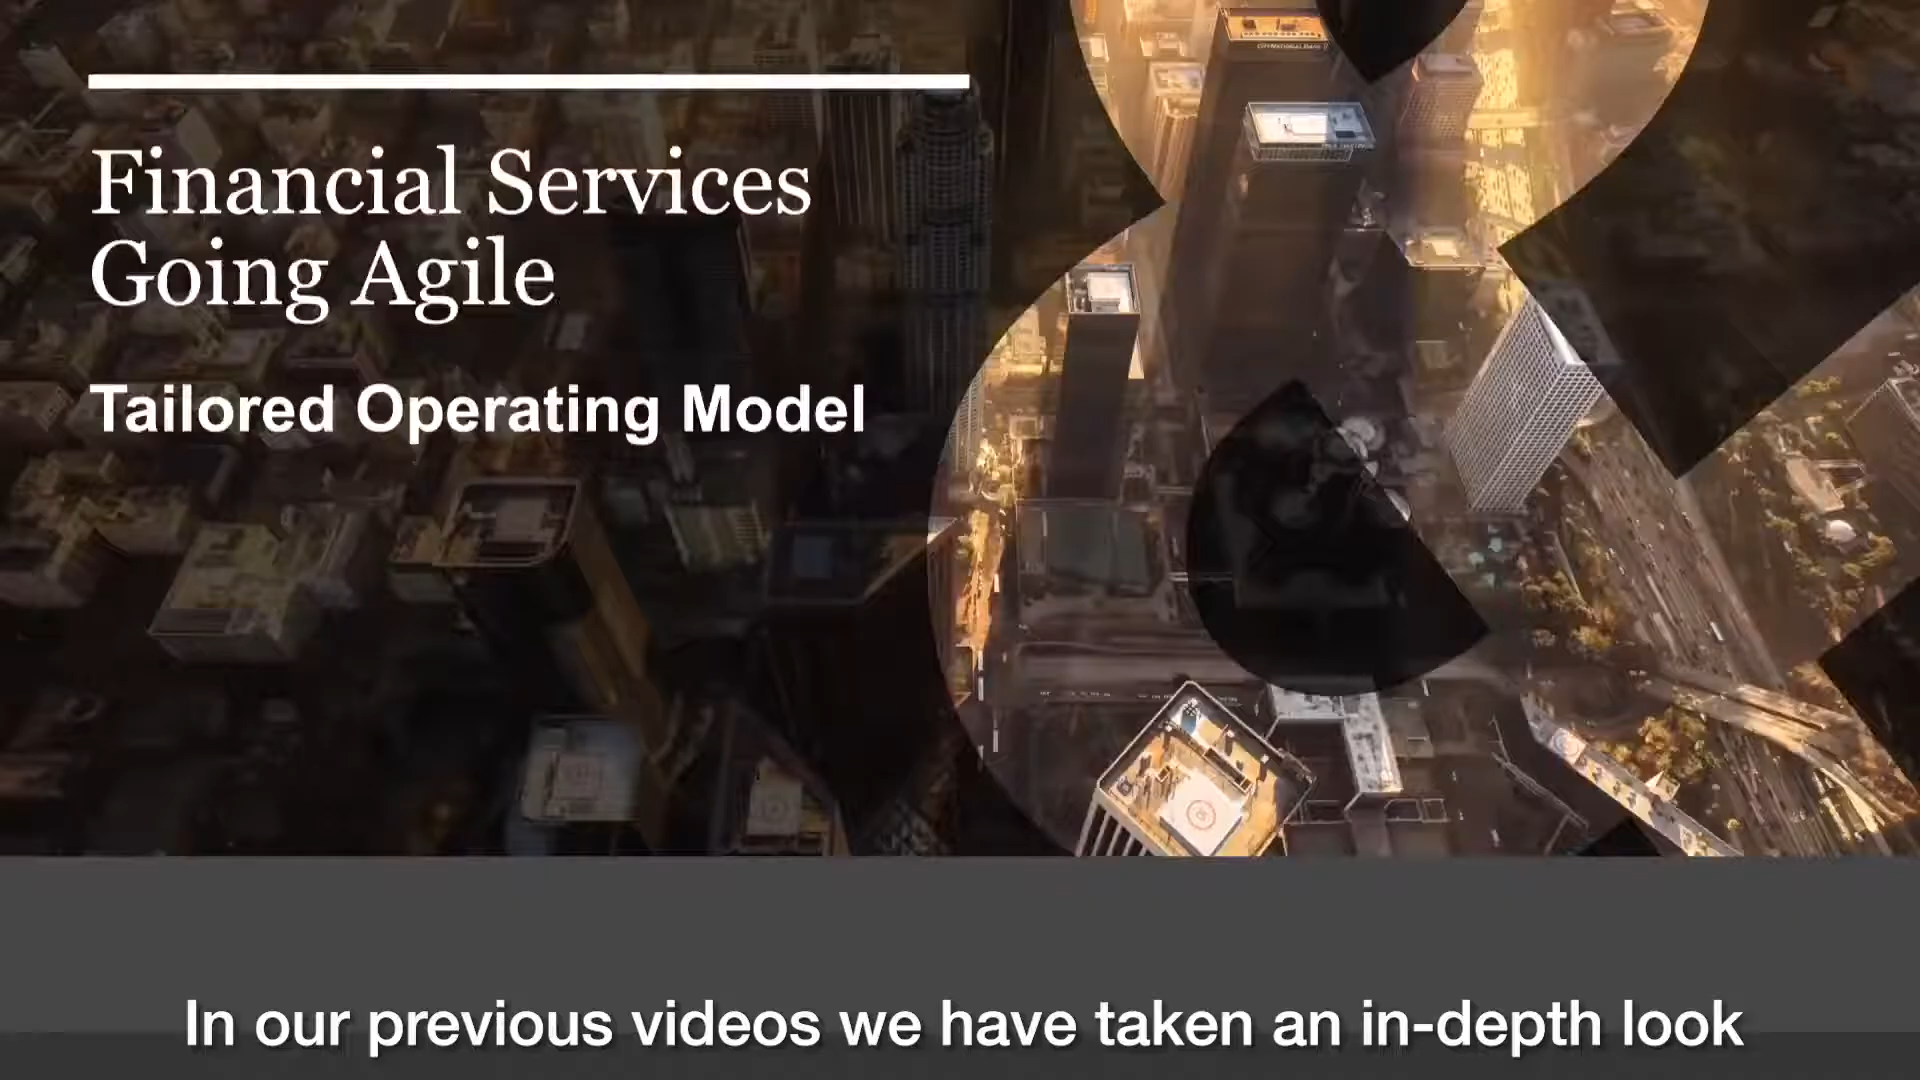 Financial Services
Going Agile
Tailored Operating Model
In our previous videos we have taken an in-depth look